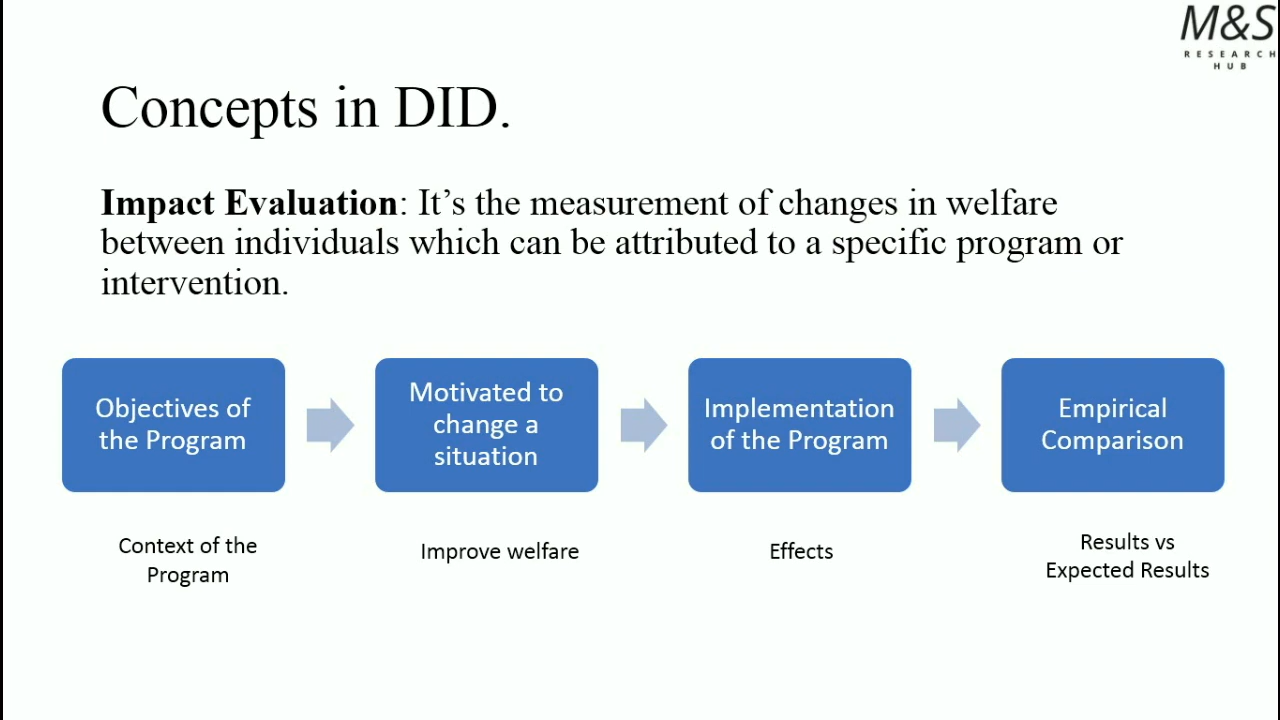 M&S
RESEARCH
HUB
Concepts in DID.
Impact Evaluation: It’s the measurement of changes in welfare
between individuals which can be attributed to a specific program or
intervention.
Objectives of
the Program
Motivated to
change a
situation
Implementation
of the Program
Empirical
Comparison
Context of the
Program
Improve welfare
Effects
Results vs
Expected Results